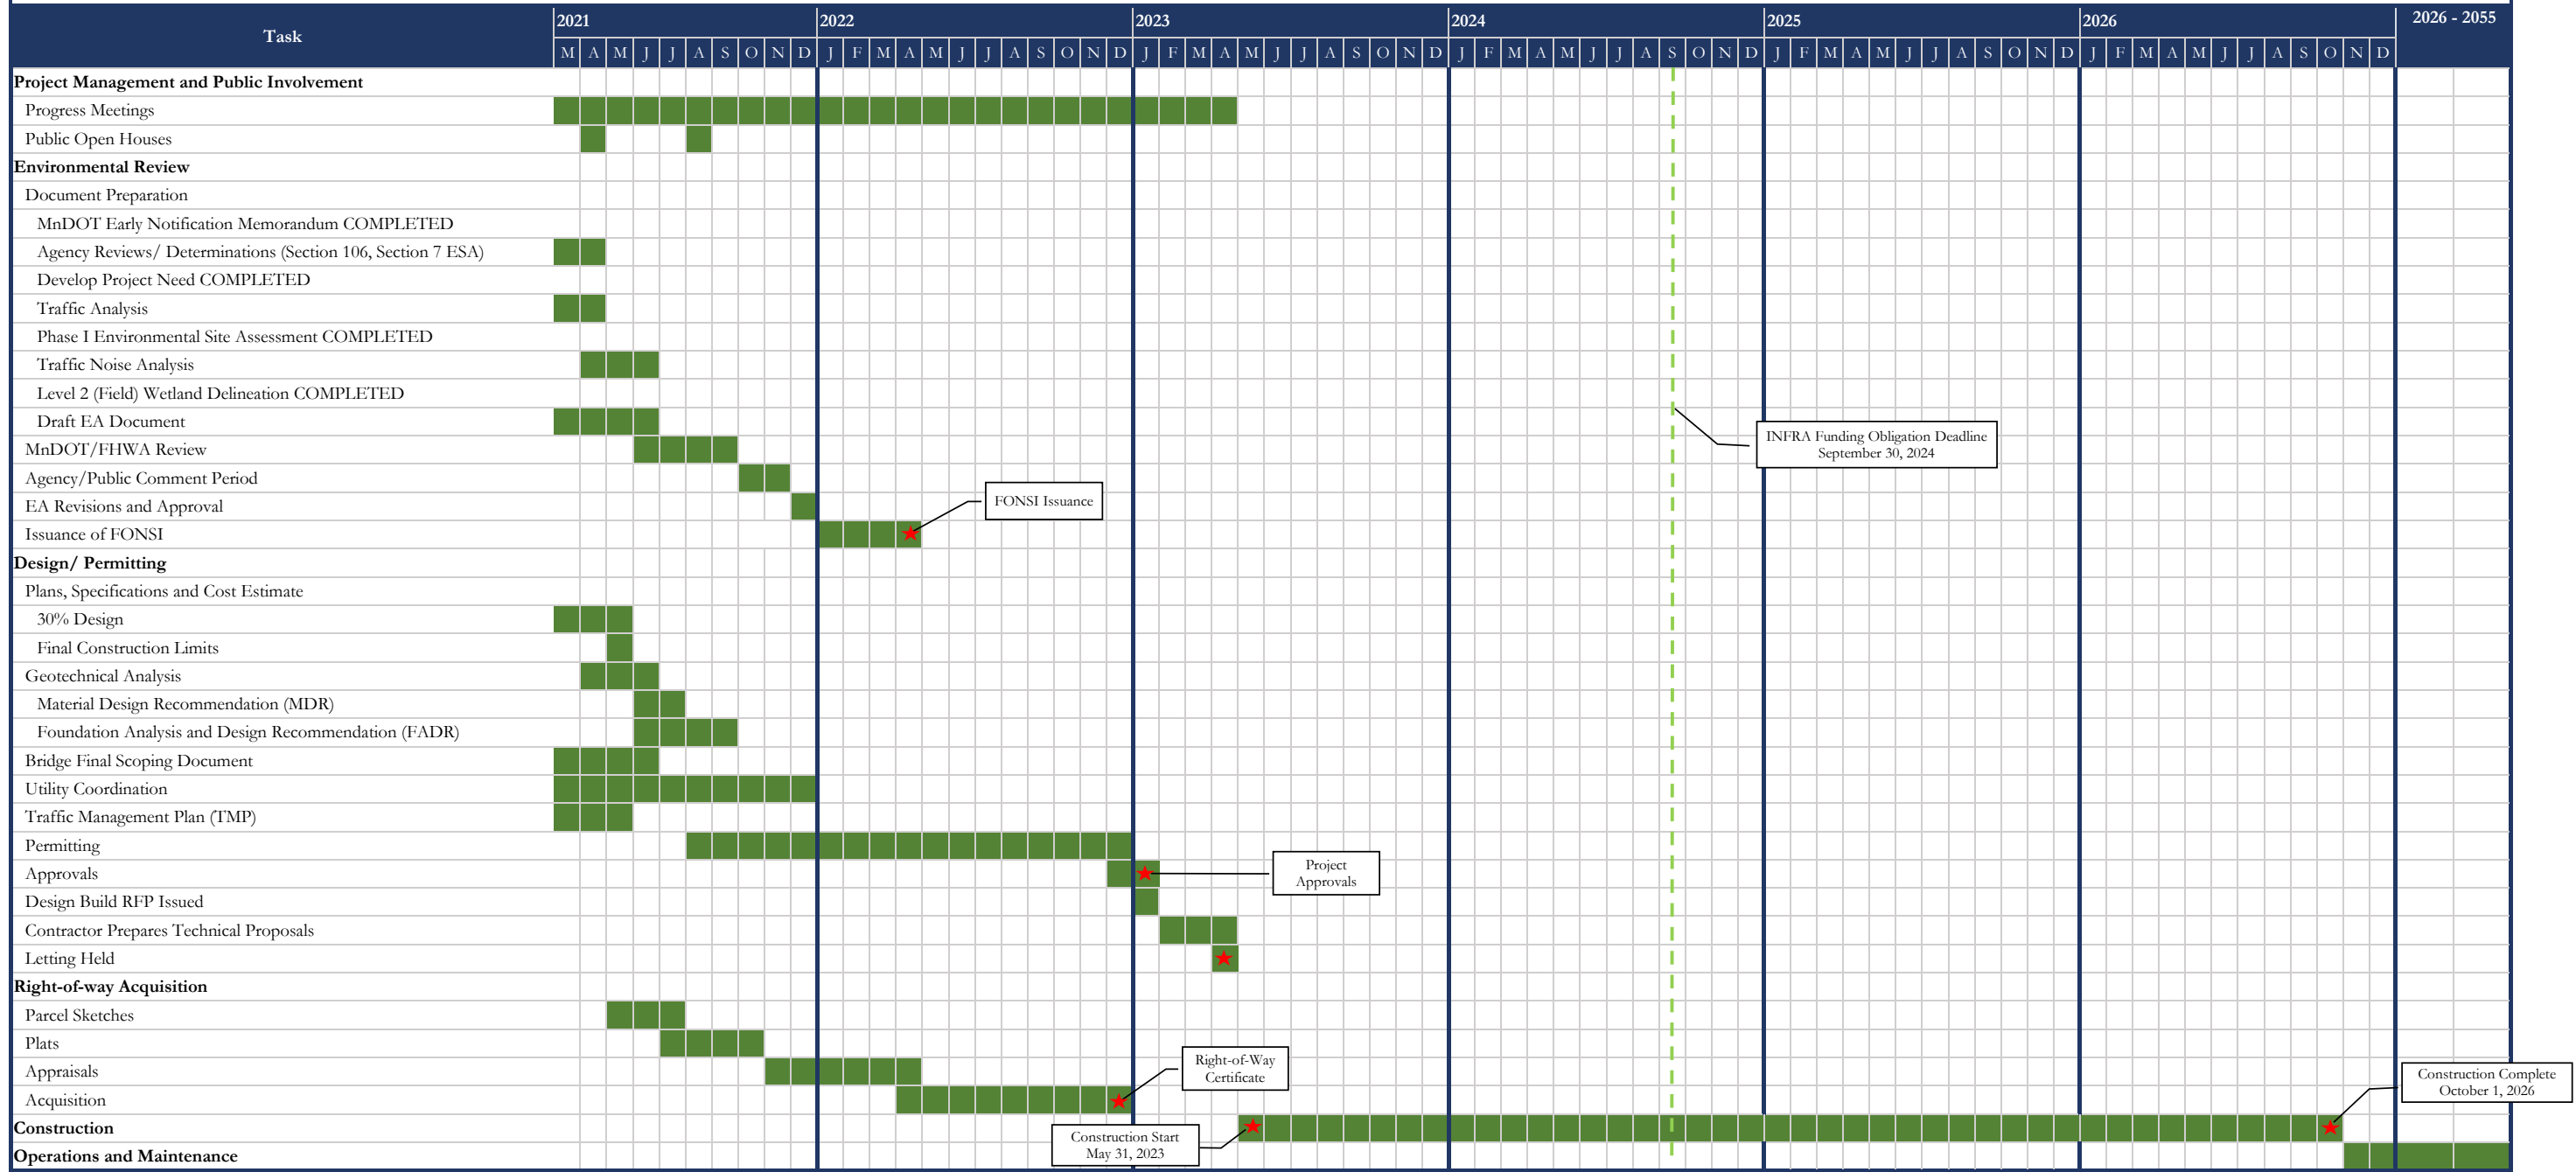 Task
2021 2022 2023 2024 2025 2026 2026 - 2055
M A M J J A S O N D J F M A M J J A S O N D J F M A M J J A S O N D J F M A M J J A S O N D J F M A M J J A S O N D J F M A M J J A S O N D
Project Management and Public Involvement
Progress Meetings
Public Open Houses
Environmental Review
Document Preparation
MnDOT Early Notification Memorandum COMPLETED
Agency Reviews/ Determinations (Section 106, Section 7 ESA)
Develop Project Need COMPLETED
Traffic Analysis
Phase I Environmental Site Assessment COMPLETED
Traffic Noise Analysis
Level 2 (Field) Wetland Delineation COMPLETED
Draft EA Document
INFRA Funding Obligation Deadline
September 30, 2024
MnDOT/FHWA Review
Agency/Public Comment Period
EA Revisions and Approval
FONSI Issuance
Issuance of FONSI
Design/ Permitting
Plans, Specifications and Cost Estimate
30% Design
Final Construction Limits
Geotechnical Analysis
Material Design Recommendation (MDR)
Foundation Analysis and Design Recommendation (FADR)
Bridge Final Scoping Document
Utility Coordination
Traffic Management Plan (TMP)
Permitting
Approvals
Project
Approvals
Design Build RFP Issued
Contractor Prepares Technical Proposals
Letting Held
Right-of-way Acquisition
Parcel Sketches
Plats
Appraisals
Right-of-Way
Certificate
Acquisition
Construction Complete
October 1, 2026
Construction
Construction Start
May 31, 2023
Operations and Maintenance